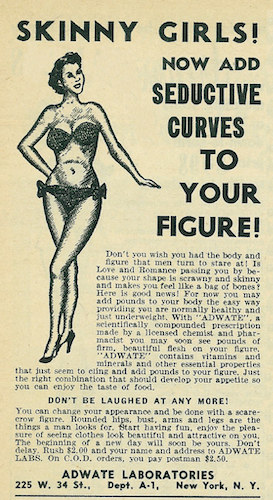 SKINNY GIRLS!
NOW ADD
SEDUCTIVE
CURVES
TO
YOUR
FIGURE!
Don't you wish you had the body and
figure that men turn to stare at! Is
Love and Romance passing you by be-
cause your shape is scrawny and skinny
and makes you feel like a bag of bones?
Here is good news! For now you may
add pounds to your body the easy way
providing you are normally healthy and
just underweight. With "ADWATE", a
scientifically compounded prescription
made by a licensed chemist and phar-
macist you may soon see pounds of
firm, beautiful flesh on your figure.
"ADWATE" contains vitamins and
minerals and other essential properties
that just seem to cling and add pounds to your figure. Just
the right combination that should develop your appetite so
you can enjoy the taste of food.
DON'T BE LAUGHED AT ANY MORE!
You can change your appearance and be done with a scare-
crow figure. Rounded hips, bust, arms and legs are the
things a man looks for. Start having fun, enjoy the plea-
sure of seeing clothes look beautiful and attractive on you.
The beginning of a new day will soon be yours. Don't
delay. Rush $2.00 and your name and address to ADWATE
LABS. On C.O.D. orders, you pay postman $2.50.
ADWATE LABORATORIES
225 W. 34 St., Dept. A-1, New York, N. Y.